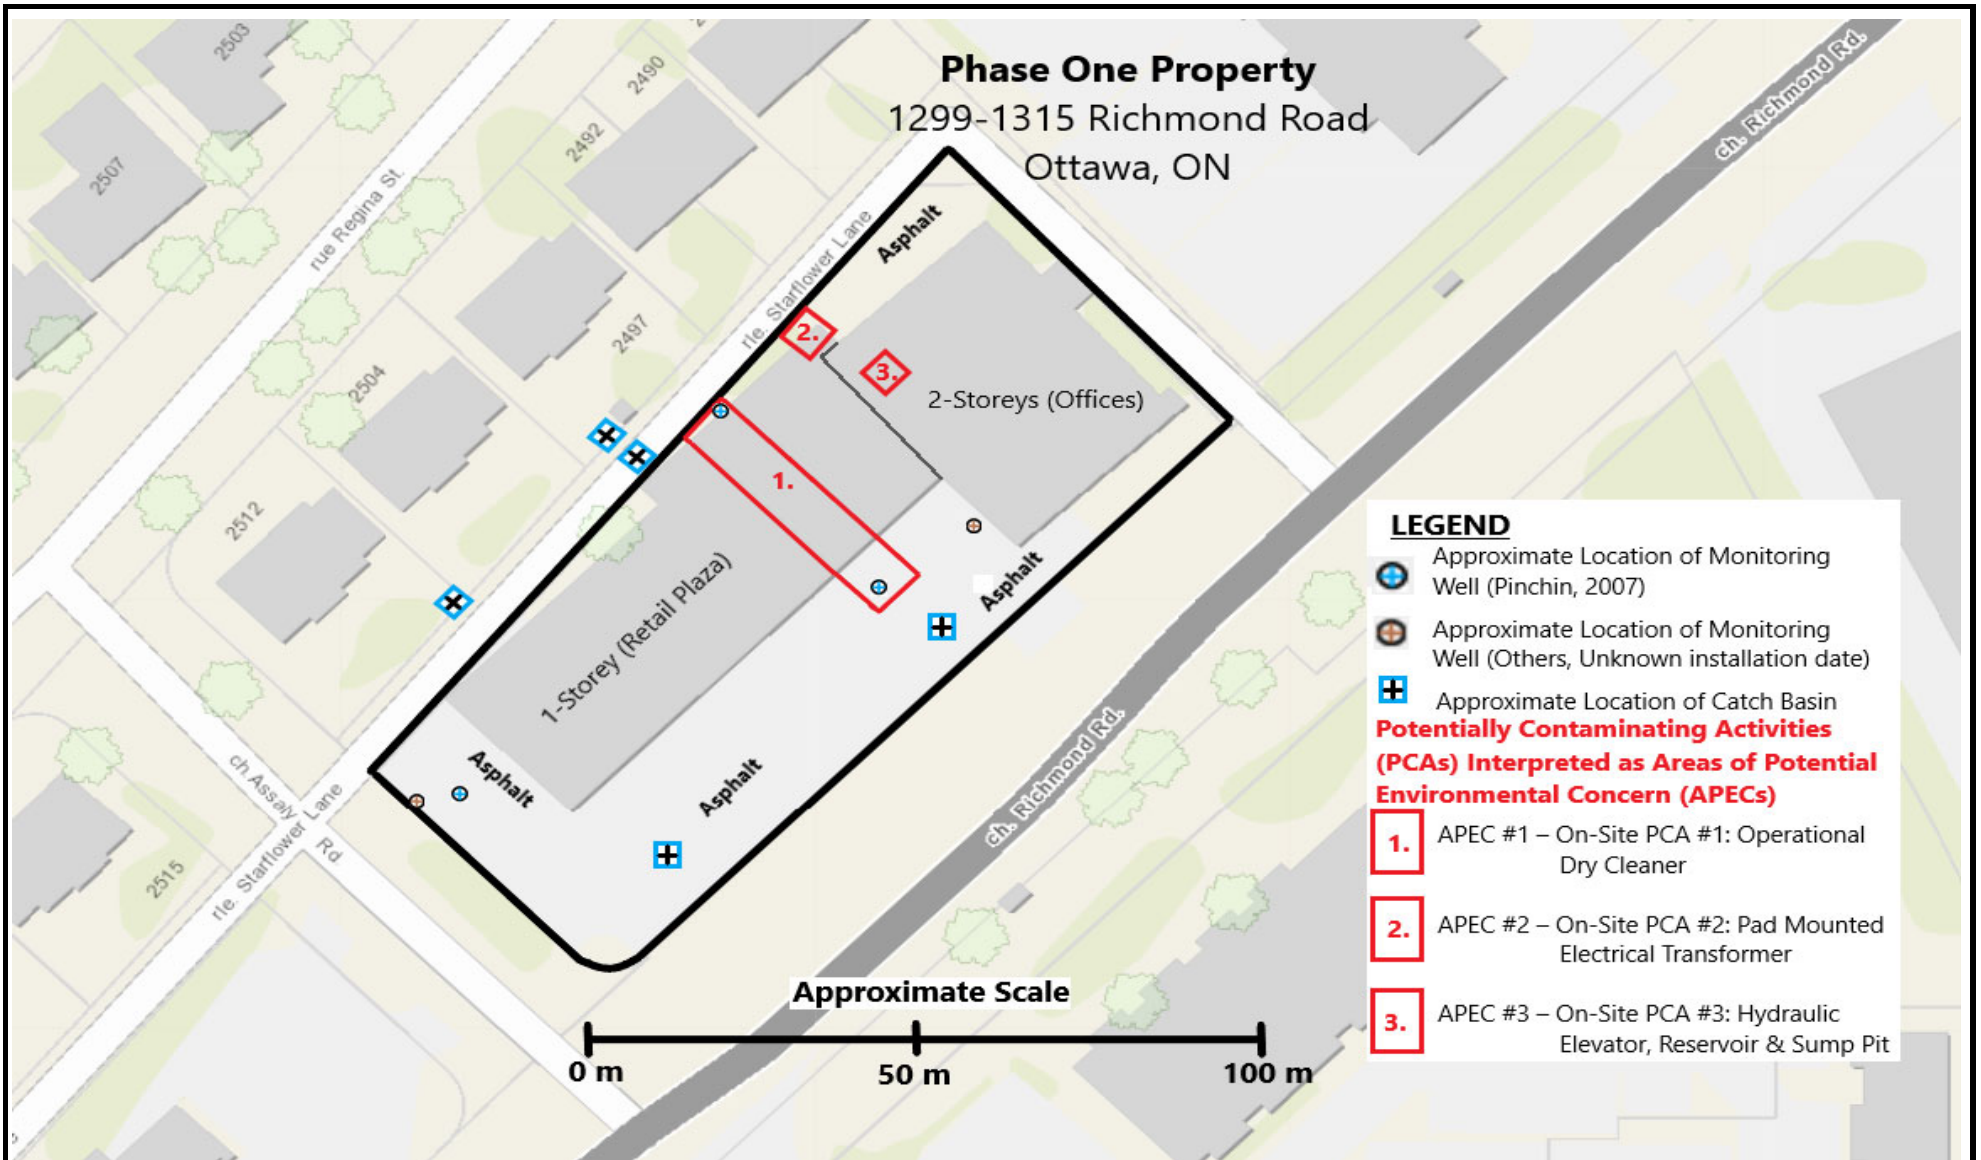 Phase One Property
1299-1315 Richmond Road
Ottawa, ON
2503
2490
2492
2507
rue Regina St.
rle. Starflower Lane
Asphalt
ch. Richmond Rd.
2497
2504
2512
2.
3.
2-Storeys (Offices)
1.
1-Storey (Retail Plaza)
Asphalt
Asphalt
Asphalt
ch. Richmond Rd.
ch Assaly Rd
rle. Starflower Lane
2515
LEGEND
Approximate Location of Monitoring
Well (Pinchin, 2007)
Approximate Location of Monitoring
Well (Others, Unknown installation date)
Approximate Location of Catch Basin
Potentially Contaminating Activities
(PCAs) Interpreted as Areas of Potential
Environmental Concern (APECs)
1.
APEC #1 – On-Site PCA #1: Operational
Dry Cleaner
2.
APEC #2 – On-Site PCA #2: Pad Mounted
Electrical Transformer
3.
APEC #3 – On-Site PCA #3: Hydraulic
Elevator, Reservoir & Sump Pit
Approximate Scale
0 m
50 m
100 m